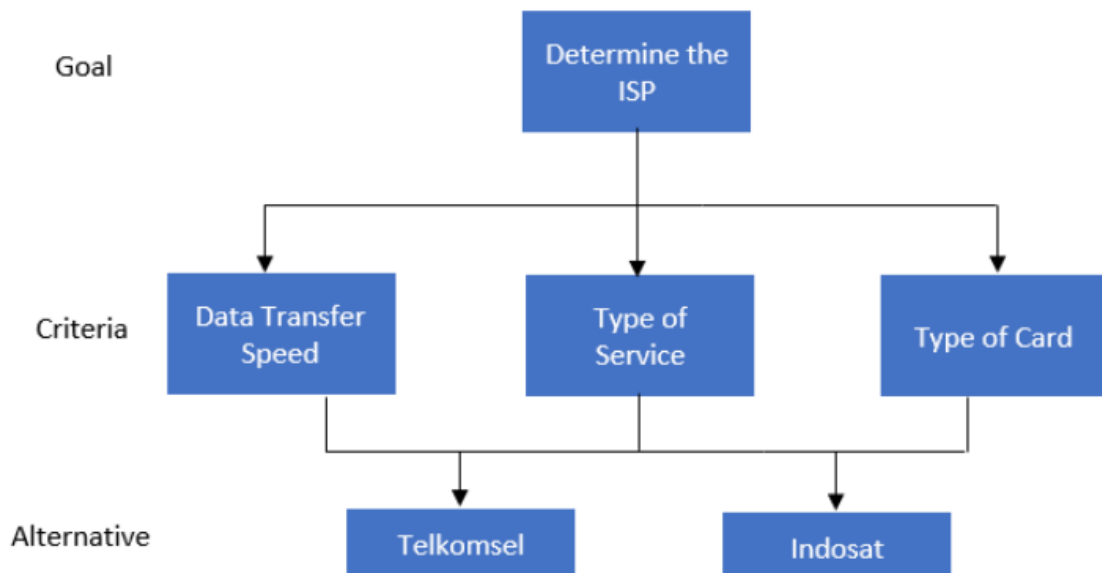 Goal
Determine the
ISP
Criteria
Data Transfer
Speed
Type of
Service
Type of Card
Alternative
Telkomsel
Indosat